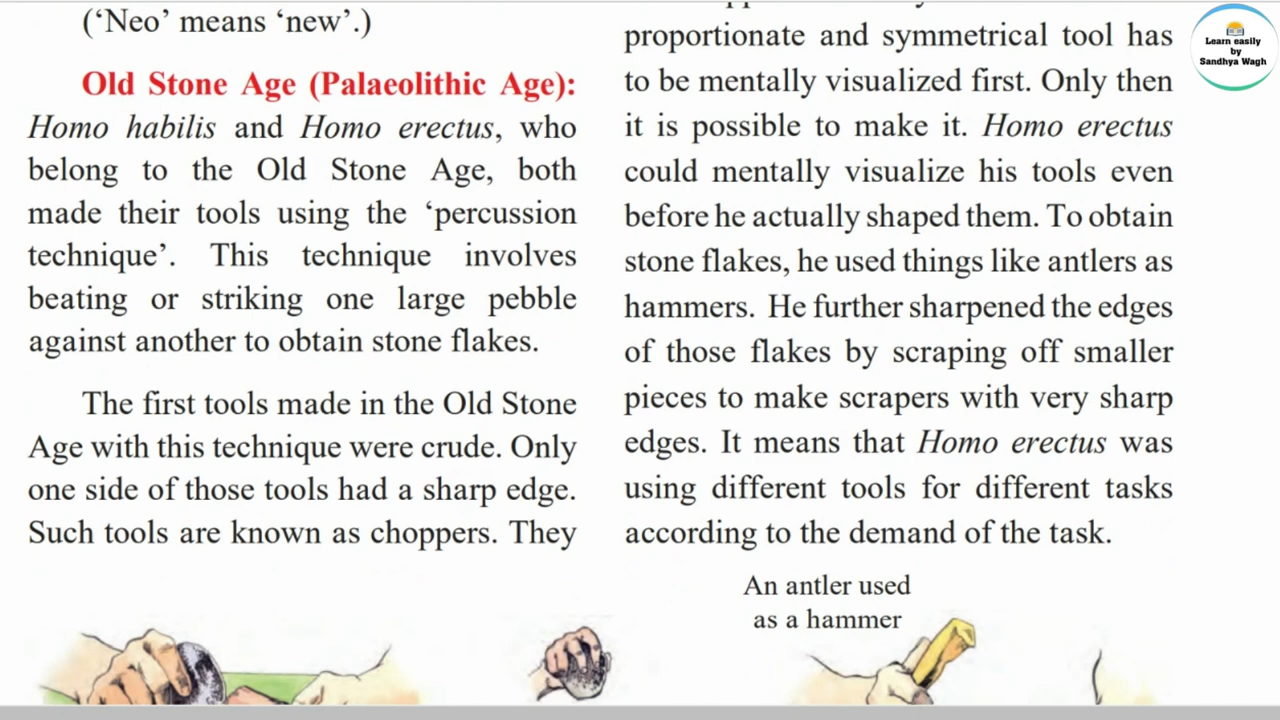 (‘Neo’ means ‘new’.)
Old Stone Age (Palaeolithic Age):
Homo habilis and Homo erectus, who
belong to the Old Stone Age, both
made their tools using the ‘percussion
technique’. This technique involves
beating or striking one large pebble
against another to obtain stone flakes.
The first tools made in the Old Stone
Age with this technique were crude. Only
one side of those tools had a sharp edge.
Such tools are known as choppers. They
proportionate and symmetrical tool has
to be mentally visualized first. Only then
it is possible to make it. Homo erectus
could mentally visualize his tools even
before he actually shaped them. To obtain
stone flakes, he used things like antlers as
hammers. He further sharpened the edges
of those flakes by scraping off smaller
pieces to make scrapers with very sharp
edges. It means that Homo erectus was
using different tools for different tasks
according to the demand of the task.
An antler used
as a hammer
Learn easily
by
Sandhya Wagh